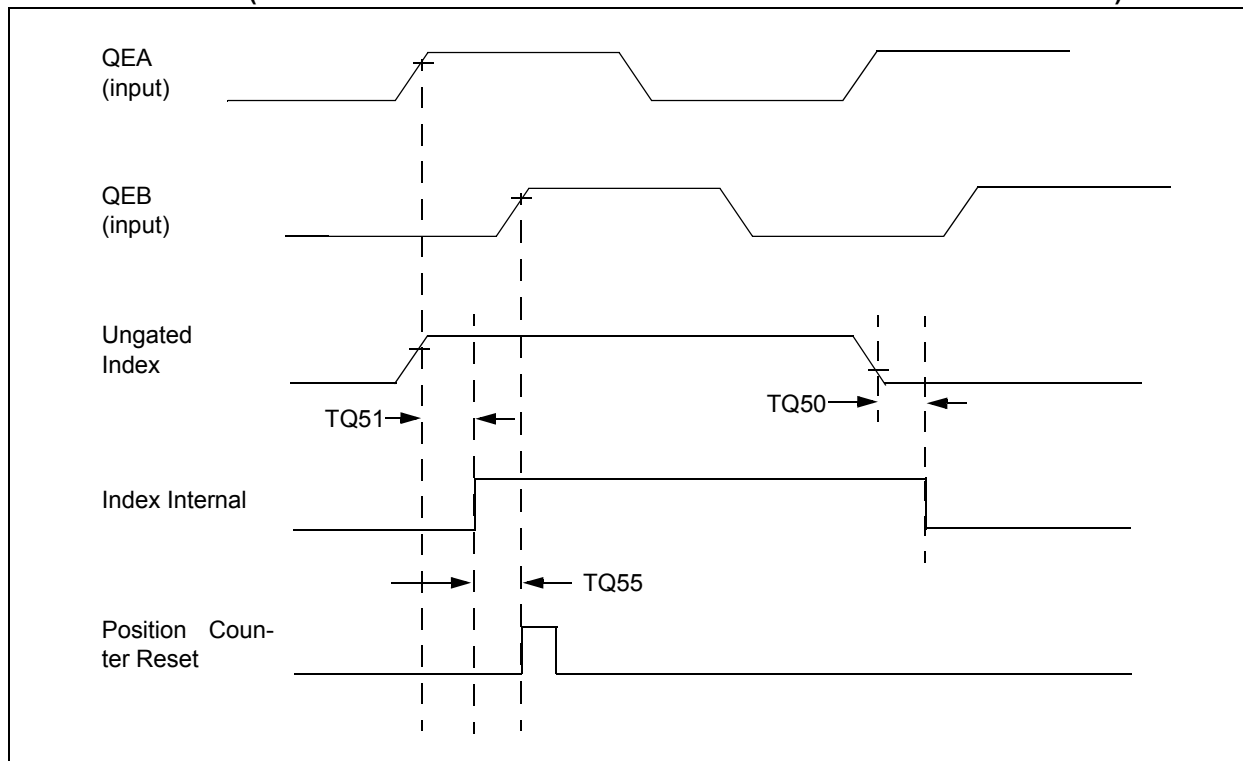 (
)
QEA
(input)
QEB
(input)
Ungated
Index
TQ51
TQ50
Index Internal
TQ55
Position Coun-
ter Reset